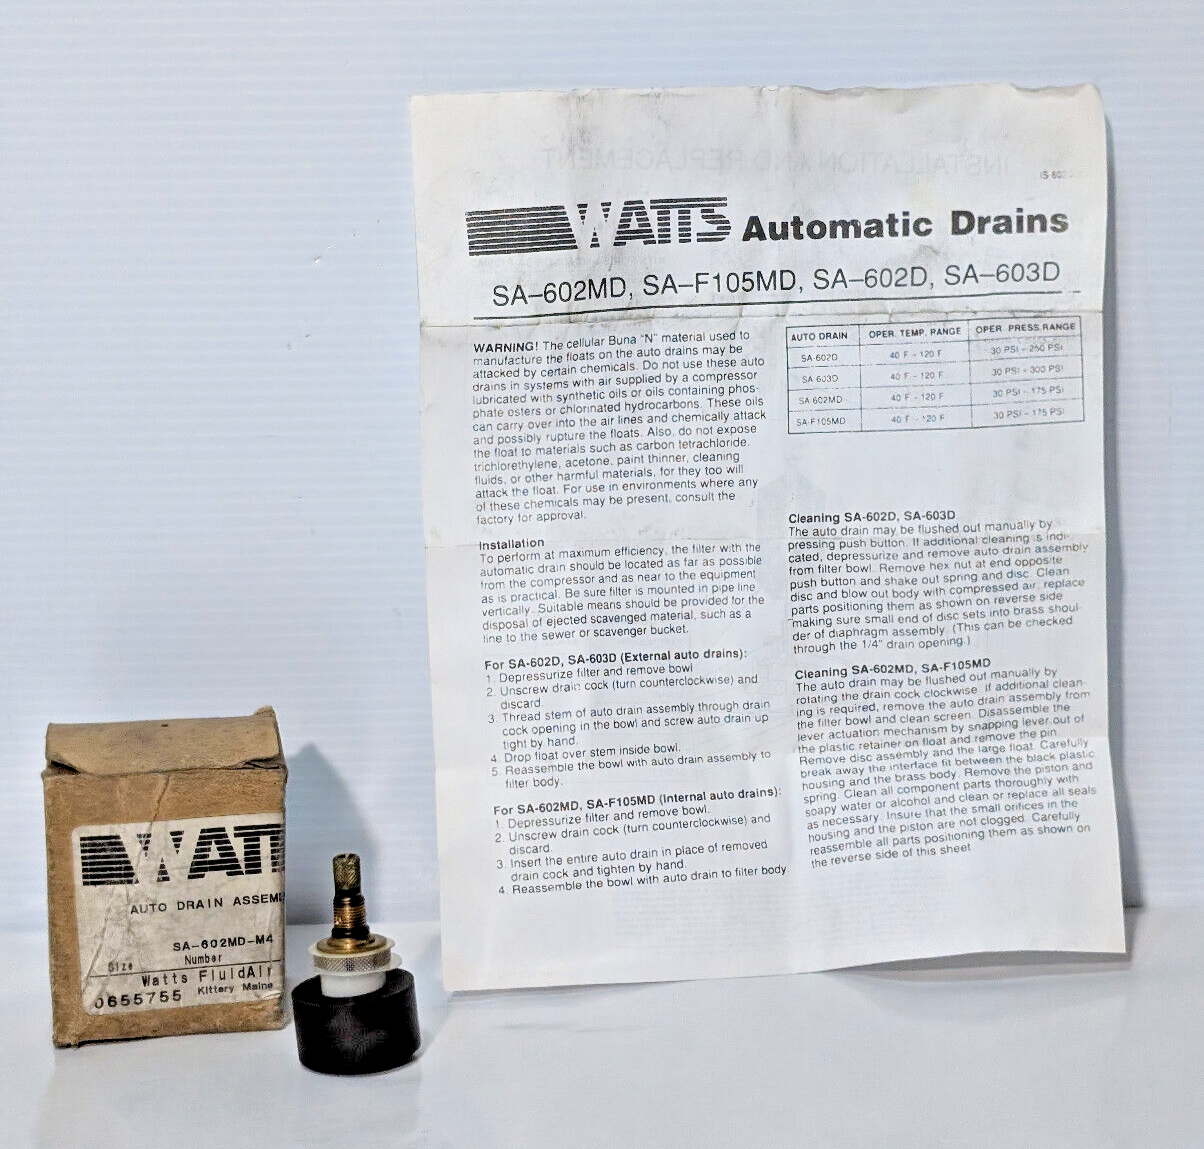 INSTALLATION AND REPLACEMENT
IS 602
WATTS Automatic Drains
SA–602MD, SA–F105MD, SA–602D, SA–603D
WARNING! The cellular Buna "N" material used to
manufacture the floats on the auto drains may be
attacked by certain chemicals. Do not use these auto
drains in systems with air supplied by a compressor
lubricated with synthetic oils or oils containing phos-
phate esters or chlorinated hydrocarbons. These oils
can carry over into the air lines and chemically attack
and possibly rupture the floats. Also, do not expose
the float to materials such as carbon tetrachloride,
trichlorethylene, acetone, paint thinner, cleaning
fluids, or other harmful materials, for they too will
attack the float. For use in environments where any
of these chemicals may be present, consult the
factory for approval.
Installation
To perform at maximum efficiency, the filter with the
automatic drain should be located as far as possible
from the compressor and as near to the equipment
as is practical. Be sure filter is mounted in pipe line
vertically. Suitable means should be provided for the
disposal of ejected scavenged material, such as a
line to the sewer or scavenger bucket.
For SA-602D, SA-603D (External auto drains):
1. Depressurize filter and remove bowl
2. Unscrew drain cock (turn counterclockwise) and
discard.
3. Thread stem of auto drain assembly through drain
cock opening in the bowl and screw auto drain up
tight by hand.
4. Drop float over stem inside bowl.
5. Reassemble the bowl with auto drain assembly to
filter body.
For SA-602MD, SA-F105MD (Internal auto drains):
1. Depressurize filter and remove bowl.
2. Unscrew drain cock (turn counterclockwise) and
discard.
3. Insert the entire auto drain in place of removed
drain cock and tighten by hand.
4. Reassemble the bowl with auto drain to filter body
AUTO DRAIN OPER. TEMP. RANGE OPER. PRESS. RANGE
SA-602D 40 F - 120 F 30 PSI - 250 PSI
SA 603D 40 F - 120 F 30 PSI - 300 PSI
SA-602MD 40 F - 120 F 30 PSI - 175 PSI
SA-F105MD 40 F - 120 F 30 PSI - 175 PSI
Cleaning SA-602D, SA-603D
The auto drain may be flushed out manually by
pressing push button. If additional cleaning is indi-
cated, depressurize and remove auto drain assembly
from filter bowl. Remove hex nut at end opposite
push button and shake out spring and disc. Clean
disc and blow out body with compressed air, replace
parts positioning them as shown on reverse side
making sure small end of disc sets into brass shoul-
der of diaphragm assembly. (This can be checked
through the 1/4" drain opening.)
Cleaning SA-602MD, SA-F105MD
The auto drain may be flushed out manually by
rotating the drain cock clockwise. If additional clean-
ing is required, remove the auto drain assembly from
the filter bowl and clean screen. Disassemble the
lever actuation mechanism by snapping lever out of
the plastic retainer on float and remove the pin.
Remove disc assembly and the large float. Carefully
break away the interface fit between the black plastic
housing and the brass body. Remove the piston and
spring. Clean all component parts thoroughly with
soapy water or alcohol and clean or replace all seals
as necessary. Insure that the small orifices in the
housing and the piston are not clogged. Carefully
reassemble all parts positioning them as shown on
the reverse side of this sheet
WATT
AUTO DRAIN ASSEME
SA-602MD-M4
Size Number
Watts FluidAir
0655755 Kittery Maine